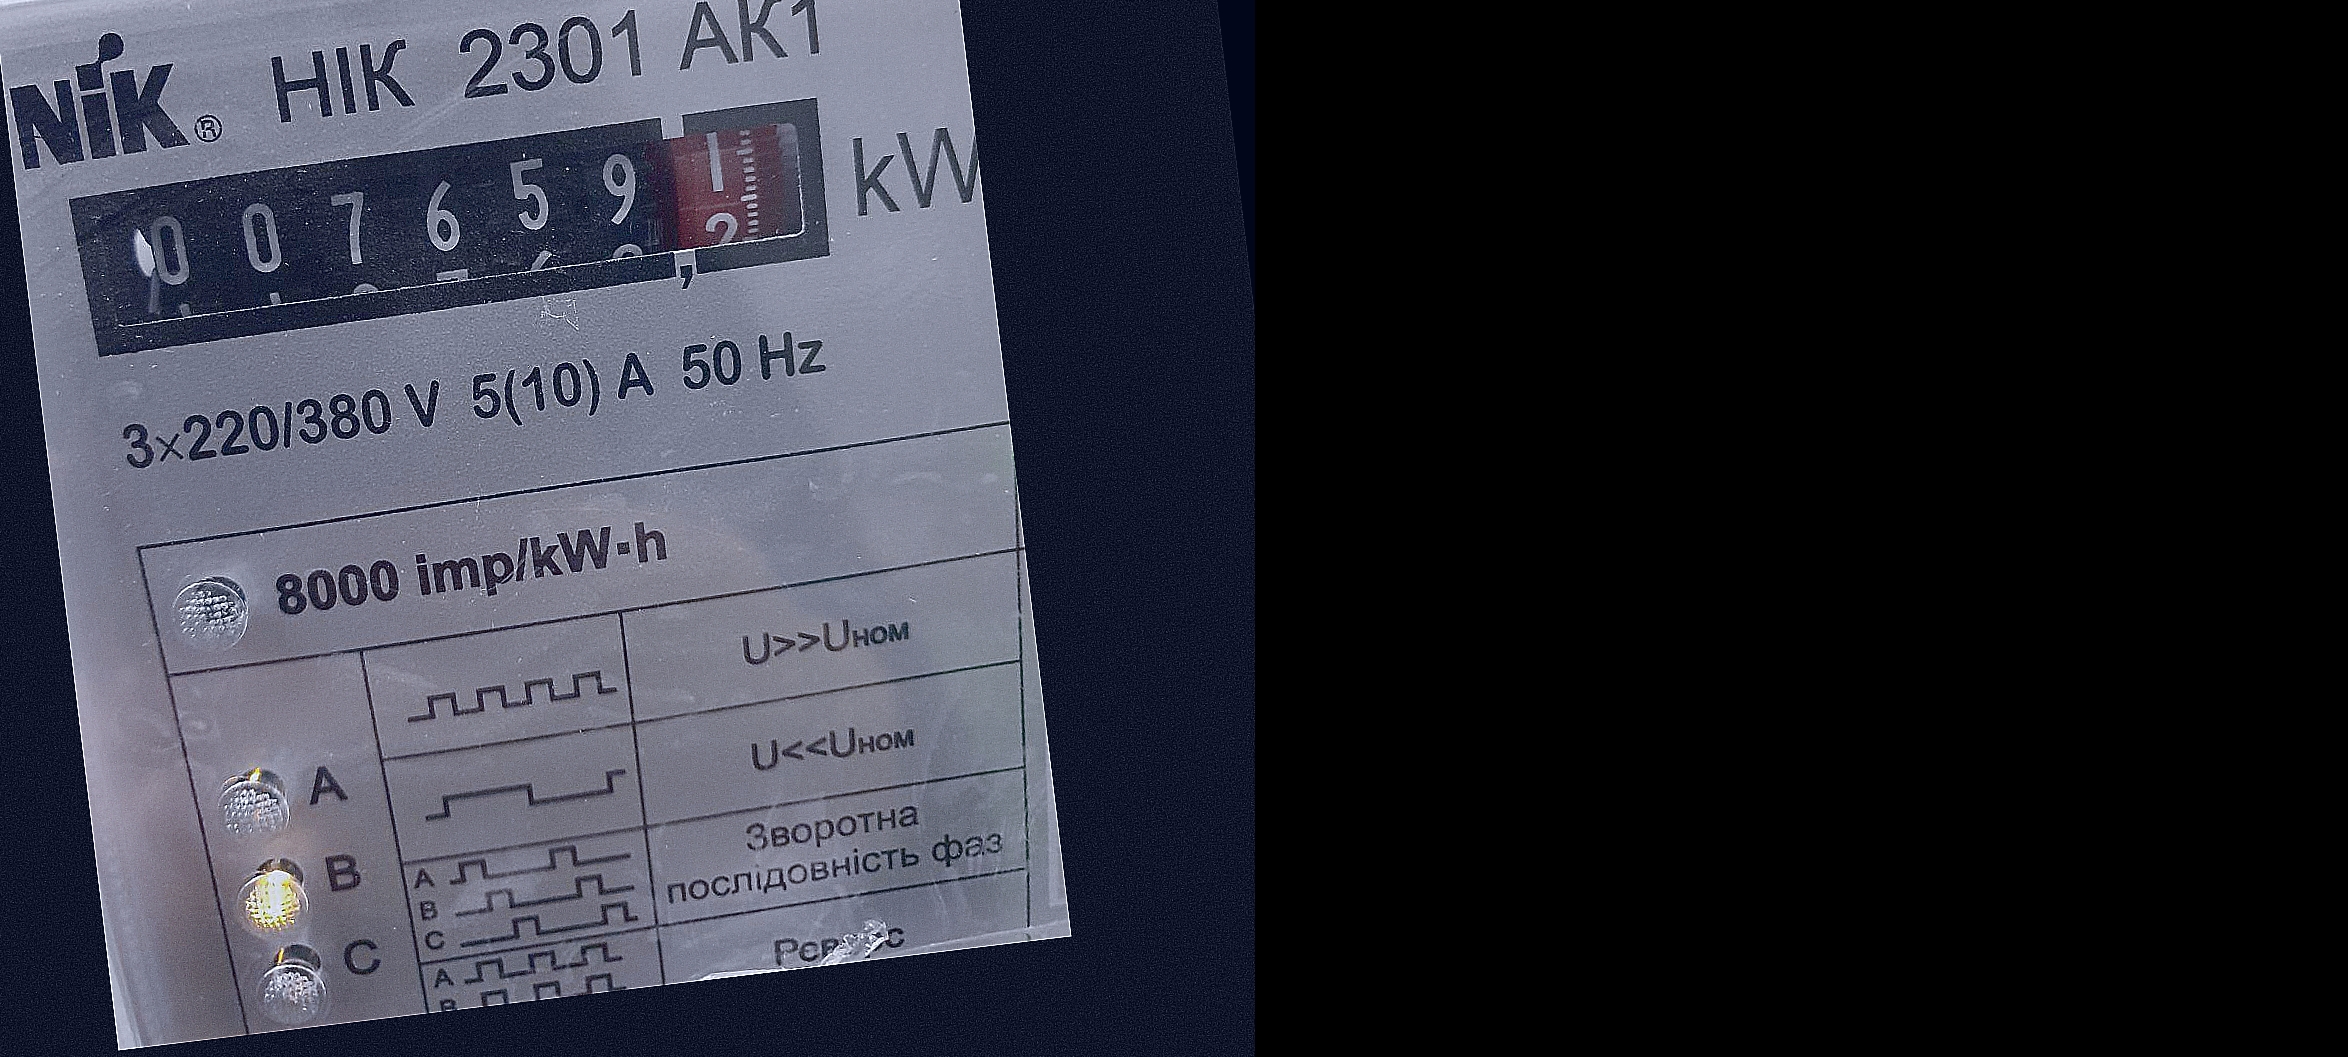 NiK® НІК 2301 АК1
0 0 7 6 5 9 , 1 kW
2
3×220/380 V 5(10) A 50 Hz
8000 imp/kW·h
U>>Uном
U<<Uном
A
B
C
Зворотна
послідовність фаз
A
B
C
A
B